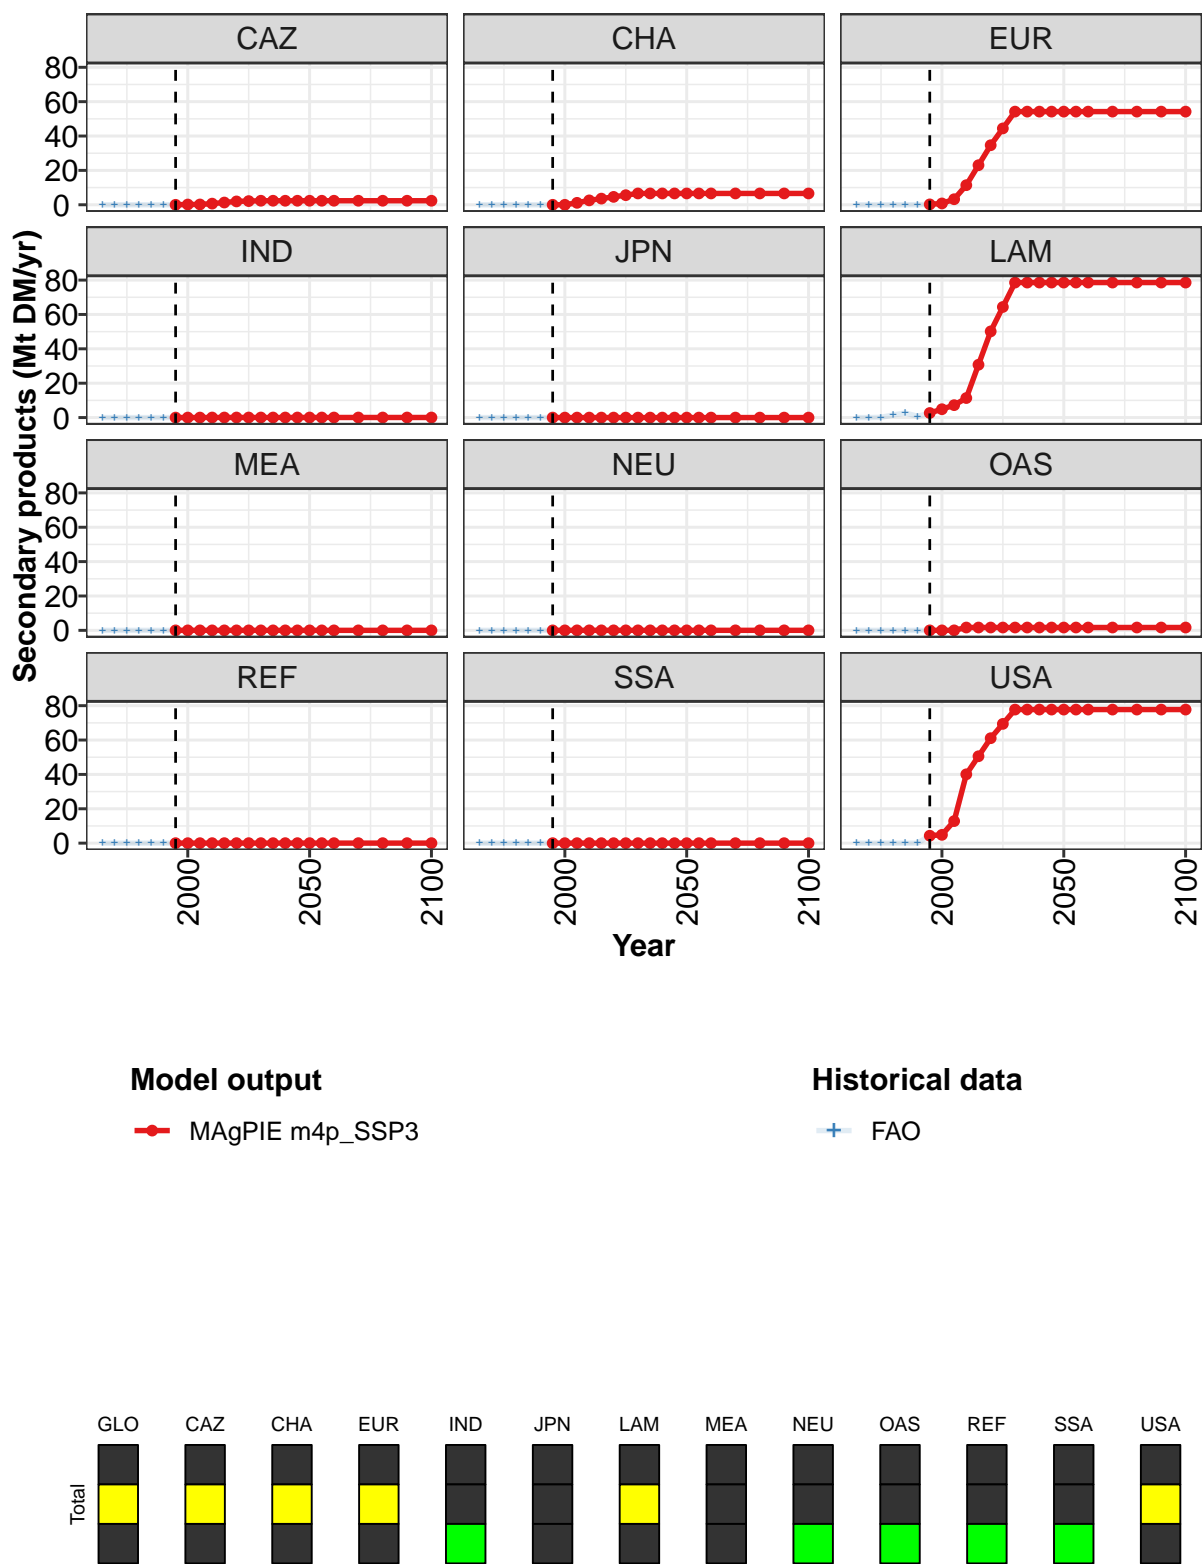 CAZ CHA EUR
80
60
40
20
0
IND JPN LAM
80
60
40
20
0
MEA NEU OAS
80
60
40
20
0
REF SSA USA
80
60
40
20
0
Secondary products (Mt DM/yr)
2000 2050 2100 2000 2050 2100 2000 2050 2100
Year
Model output
MAgPIE m4p_SSP3
Historical data
FAO
GLO CAZ CHA EUR IND JPN LAM MEA NEU OAS REF SSA USA
Total